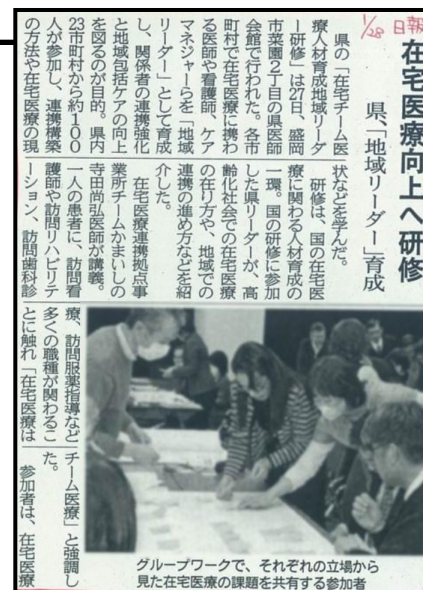 1/28 日報
在宅医療向上へ研修
県、「地域リーダー」育成
県の「在宅チーム医
療人材育成地域リーダ
ー研修」は27日、盛岡
市菜園2丁目の県医師
会館で行われた。各市
町村で在宅医療に携わ
る医師や看護師、ケア
マネジャーらを「地域
リーダー」として育成
し、関係者の連携強化
と地域包括ケアの向上
を図るのが目的。県内
23市町村から約100
人が参加し、連携構築
の方法や在宅医療の現
状などを学んだ。
研修は、国の在宅医
療に関わる人材育成の
一環。国の研修に参加
した県リーダーが、高
齢化社会での在宅医療
の在り方や、地域での
連携の進め方などを紹
介した。
在宅医療連携拠点事
業所チームかまいしの
寺田尚弘医師が講義。
一人の患者に、訪問看
護師や訪問リハビリテ
ーション、訪問歯科診
療、訪問服薬指導など
多くの職種が関わるこ
とに触れ「在宅医療は
チーム医療」と強調し
た。
参加者は、在宅医療
グループワークで、それぞれの立場から
見た在宅医療の課題を共有する参加者